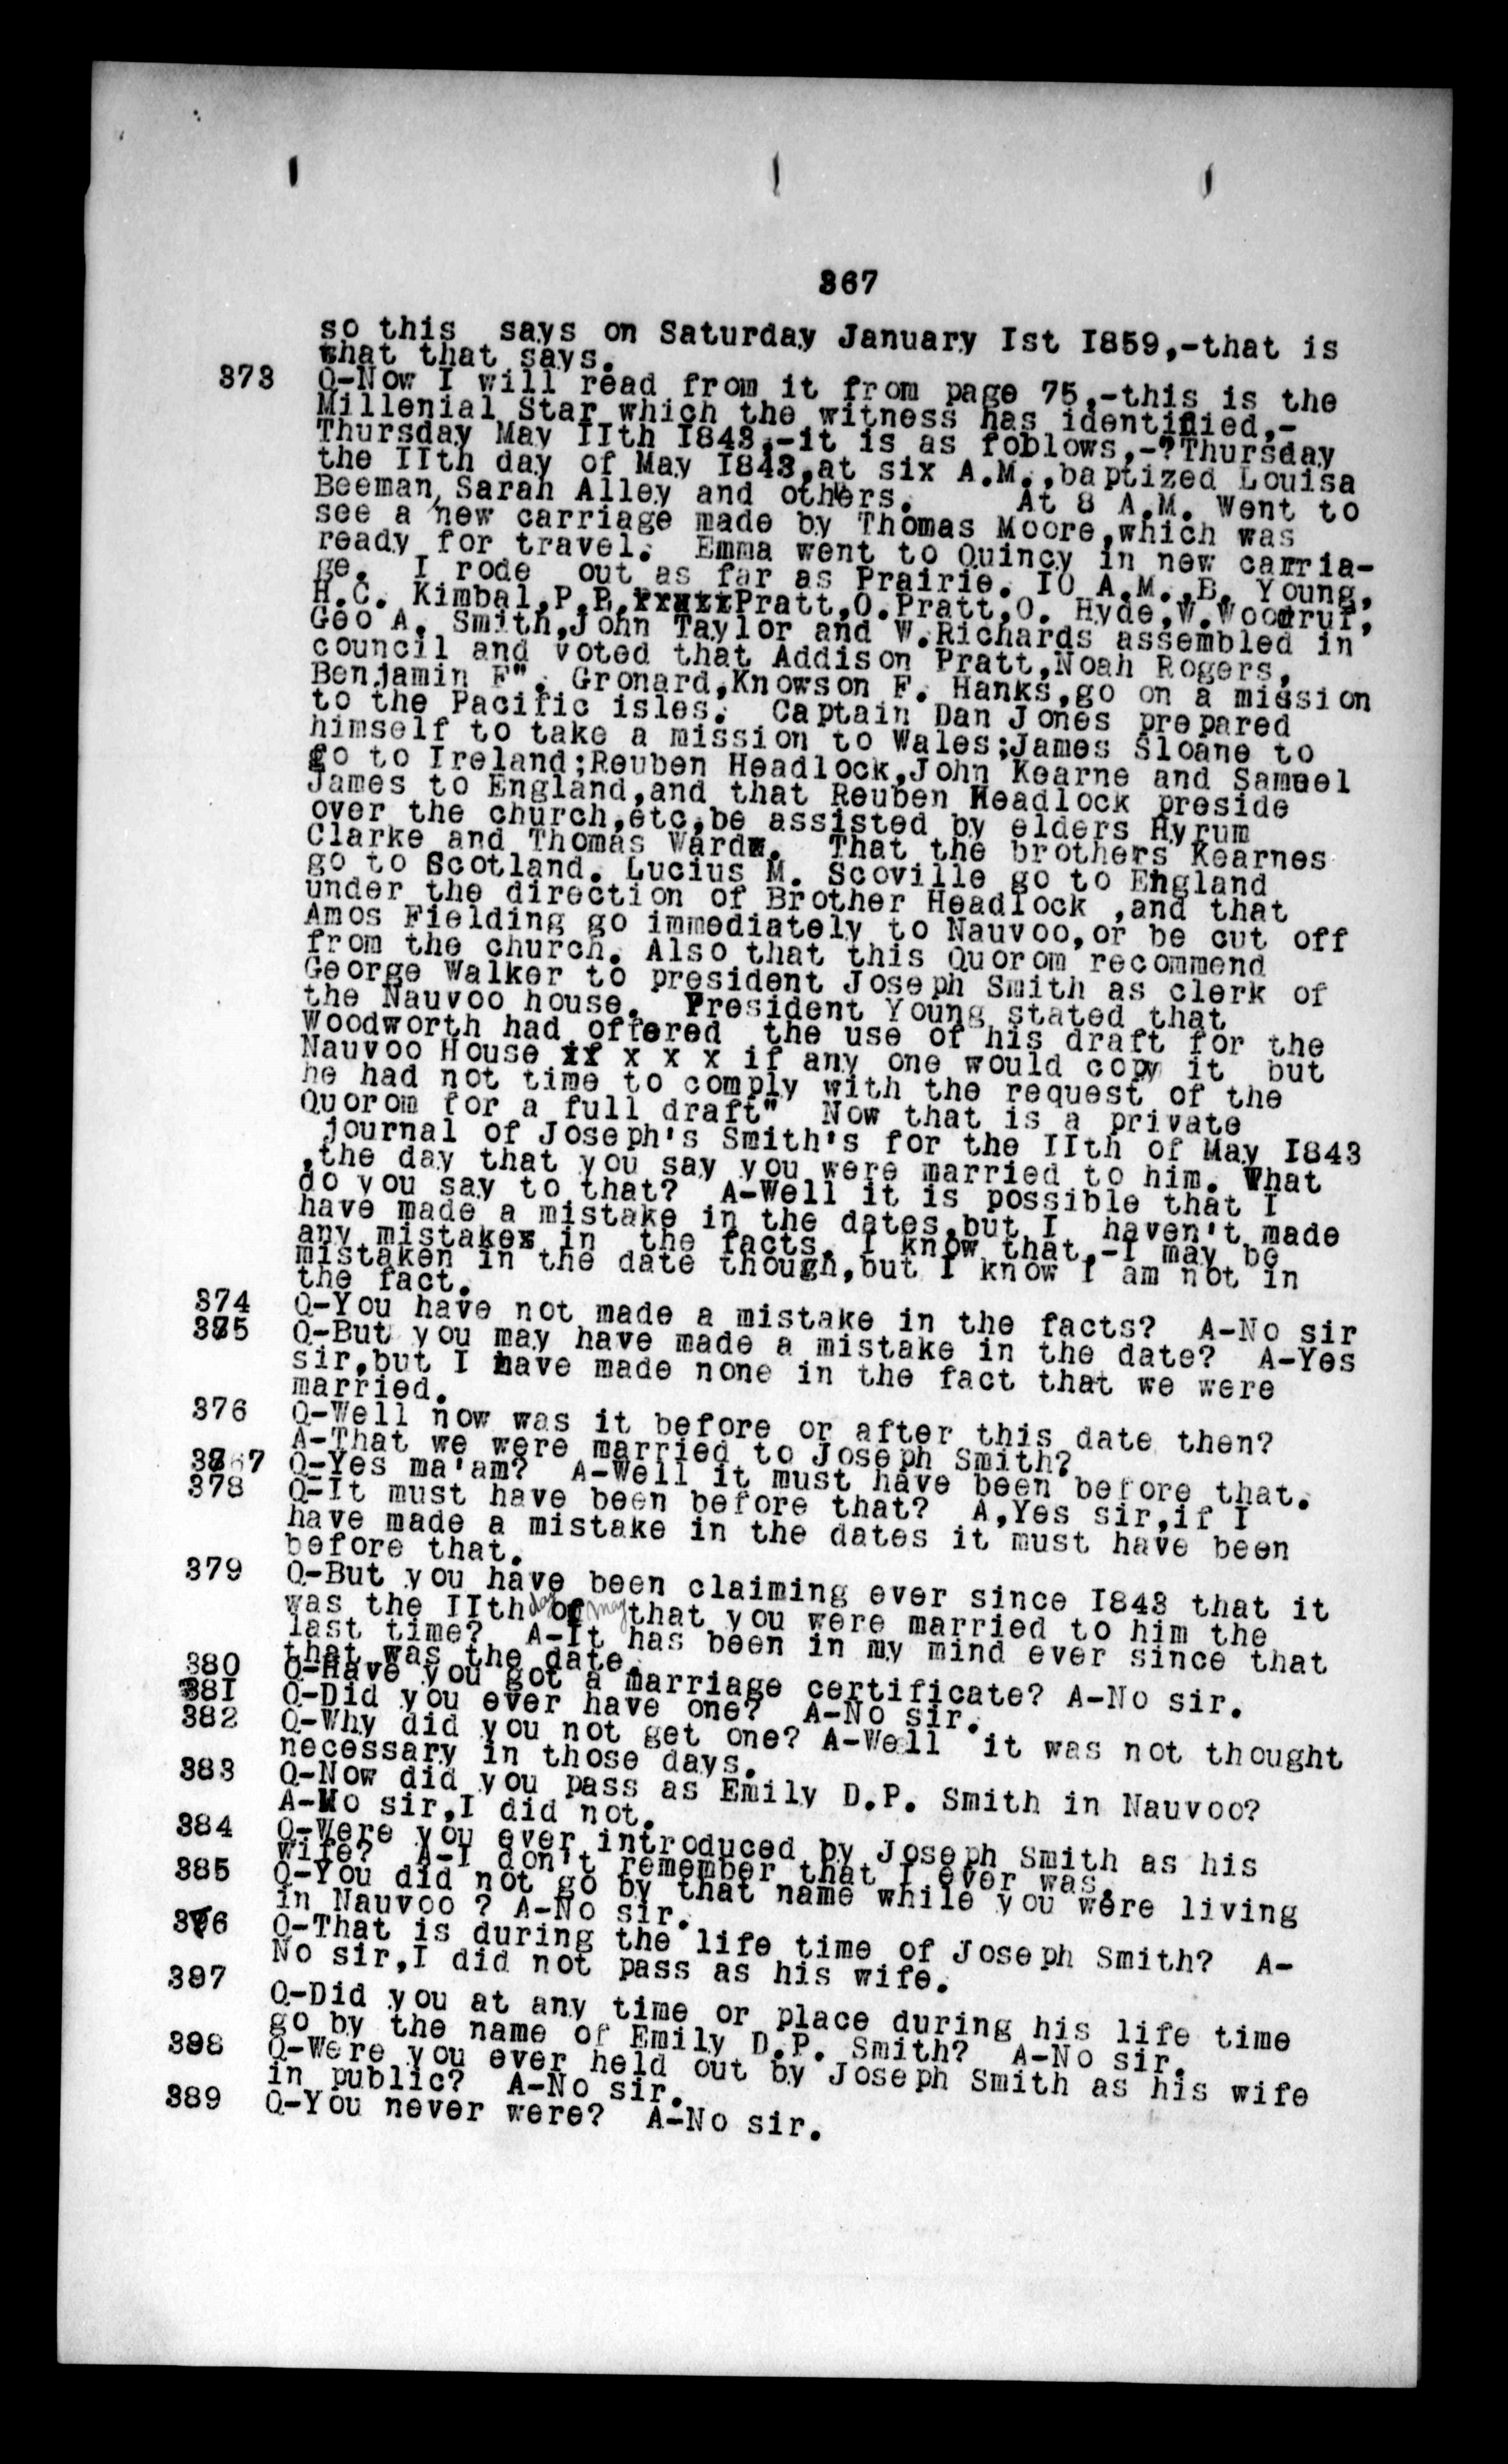 367
so this says on Saturday January Ist I859,-that is
what that says.
373 Q-Now I will read from it from page 75,-this is the
Millenial Star which the witness has identified,-
Thursday May IIth I843,-it is as follows,-?Thursday
the IIth day of May I843,at six A.M.,baptized Louisa
Beeman, Sarah Alley and others. At 8 A.M. Went to
see a new carriage made by Thomas Moore,which was
ready for travel. Emma went to Quincy in new carria-
ge. I rode out as far as Prairie. IO A.M.,B. Young,
H.C. Kimbal,P.P.Pratt,O.Pratt,O. Hyde,W.Woodruf,
Geo A. Smith,John Taylor and W.Richards assembled in
council and voted that Addison Pratt,Noah Rogers,
Benjamin F". Gronard,Knowson F. Hanks,go on a mission
to the Pacific isles. Captain Dan Jones prepared
himself to take a mission to Wales;James Sloane to
go to Ireland;Reuben Headlock,John Kearne and Samuel
James to England,and that Reuben Headlock preside
over the church,etc,be assisted by elders Hyrum
Clarke and Thomas Ward. That the brothers Kearnes
go to Scotland. Lucius M. Scoville go to England
under the direction of Brother Headlock ,and that
Amos Fielding go immediately to Nauvoo,or be cut off
from the church. Also that this Quorom recommend
George Walker to president Joseph Smith as clerk of
the Nauvoo house. President Young stated that
Woodworth had offered the use of his draft for the
Nauvoo House if x x x if any one would copy it but
he had not time to comply with the request of the
Quorom for a full draft" Now that is a private
journal of Joseph's Smith's for the IIth of May I843
,the day that you say you were married to him. What
do you say to that? A-Well it is possible that I
have made a mistake in the dates,but I haven't made
any mistakes in the facts. I know that,-I may be
mistaken in the date though,but I know I am not in
the fact.
374 Q-You have not made a mistake in the facts? A-No sir
375 Q-But you may have made a mistake in the date? A-Yes
sir,but I have made none in the fact that we were
married.
376 Q-Well now was it before or after this date then?
A-That we were married to Joseph Smith?
3767 Q-Yes ma'am? A-Well it must have been before that.
378 Q-It must have been before that? A,Yes sir,if I
have made a mistake in the dates it must have been
before that.
379 Q-But you have been claiming ever since I843 that it
was the IIth day of may that you were married to him the
last time? A-It has been in my mind ever since that
that was the date.
380 Q-Have you got a marriage certificate? A-No sir.
381 Q-Did you ever have one? A-No sir.
382 Q-Why did you not get one? A-Well it was not thought
necessary in those days.
383 Q-Now did you pass as Emily D.P. Smith in Nauvoo?
A-No sir,I did not.
384 Q-Were you ever introduced by Joseph Smith as his
wife? A-I don't remember that I ever was.
385 Q-You did not go by that name while you were living
in Nauvoo ? A-No sir.
386 Q-That is during the life time of Joseph Smith? A-
No sir,I did not pass as his wife.
387 Q-Did you at any time or place during his life time
go by the name of Emily D.P. Smith? A-No sir.
388 Q-Were you ever held out by Joseph Smith as his wife
in public? A-No sir.
389 Q-You never were? A-No sir.